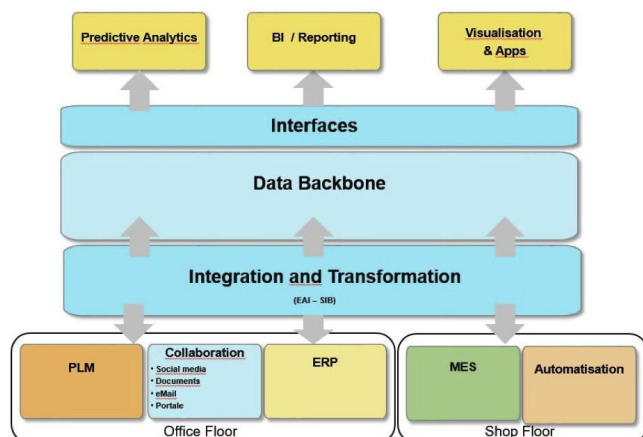 Predictive Analytics
BI / Reporting
Visualisation
& Apps
Interfaces
Data Backbone
Integration and Transformation
(EAI – SIB)
PLM
Collaboration
• Social media
• Documents
• eMail
• Portale
ERP
MES
Automatisation
Office Floor
Shop Floor